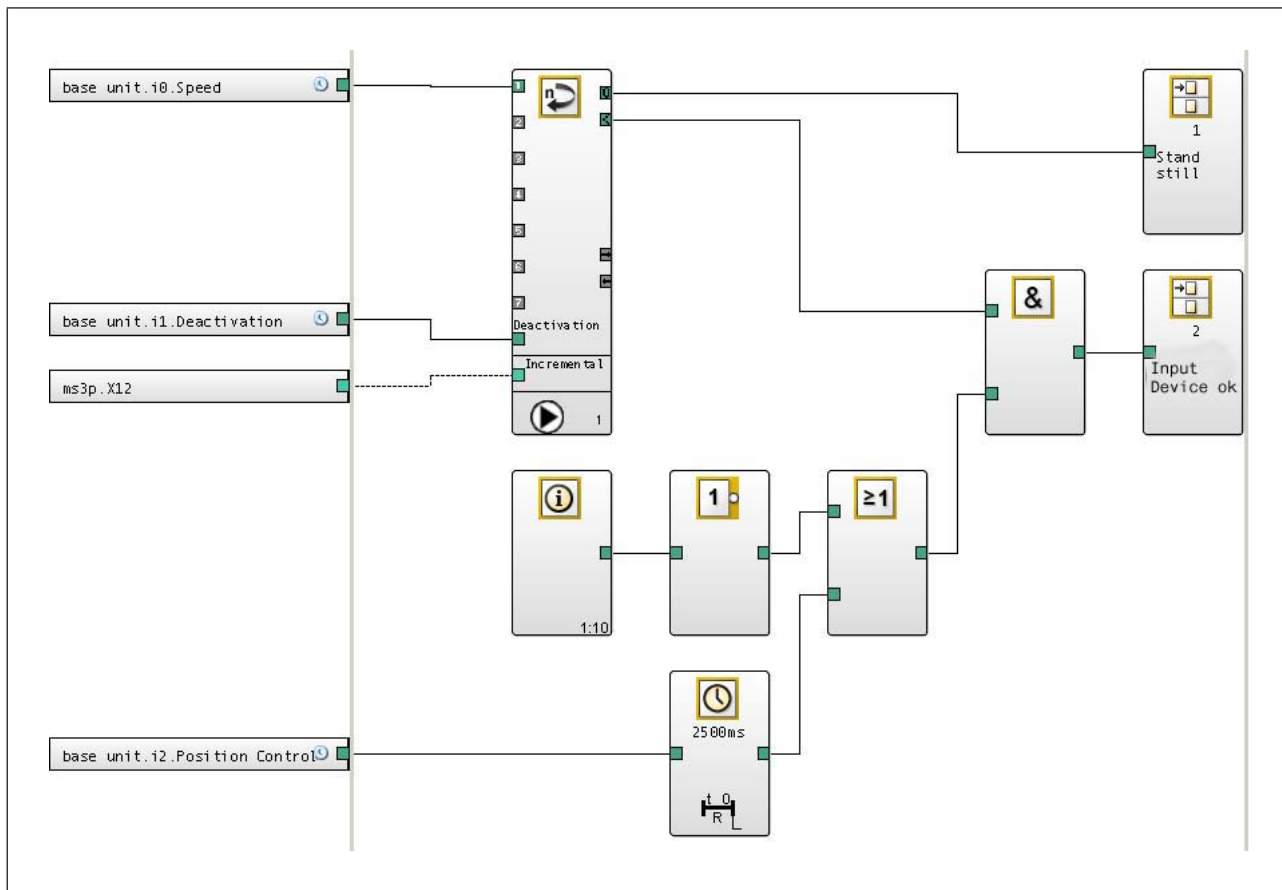 base unit.i0.Speed
base unit.i1.Deactivation
ms3p.X12
base unit.i2.Position Control
n
1
2
3
4
5
6
7
0
<
Deactivation
Incremental
1
i
1:10
1
≥1
2500ms
t 0
R
&
1
Stand
still
2
Input
Device ok